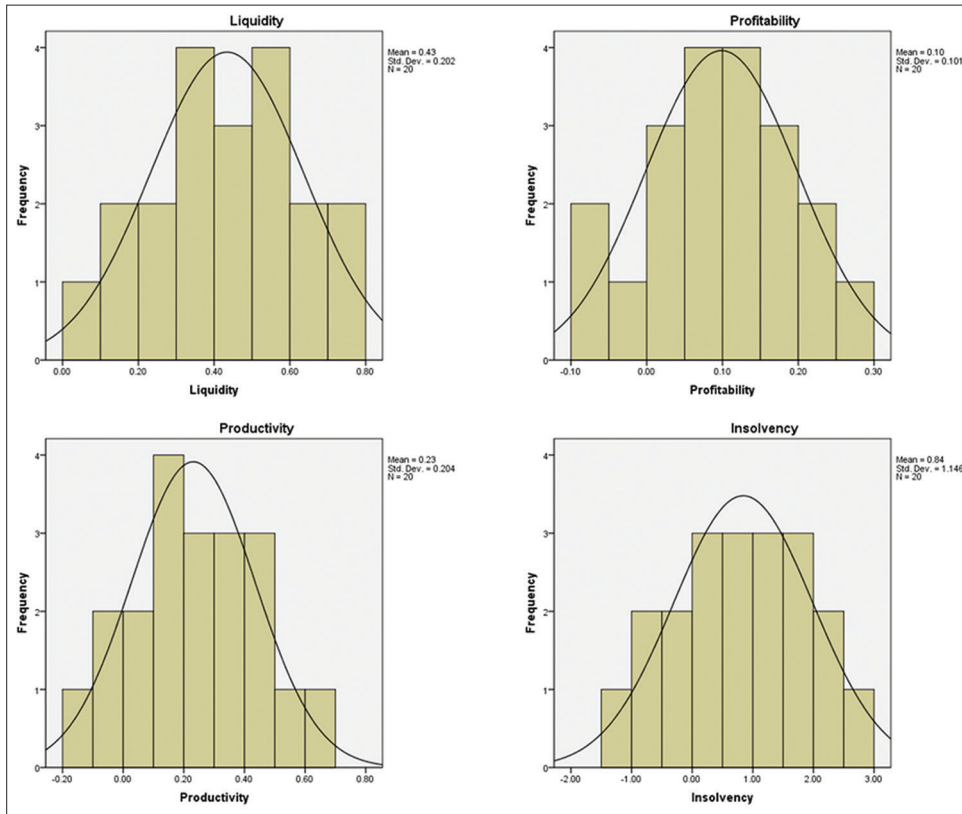 Liquidity
Mean = 0.43
Std. Dev. = 0.202
N = 20
Frequency
4
3
2
1
0
0.00 0.20 0.40 0.60 0.80
Liquidity
Profitability
Mean = 0.10
Std. Dev. = 0.101
N = 20
Frequency
4
3
2
1
0
-0.10 0.00 0.10 0.20 0.30
Profitability
Productivity
Mean = 0.23
Std. Dev. = 0.204
N = 20
Frequency
4
3
2
1
0
-0.20 0.00 0.20 0.40 0.60 0.80
Productivity
Insolvency
Mean = 0.84
Std. Dev. = 1.146
N = 20
Frequency
4
3
2
1
0
-2.00 -1.00 0.00 1.00 2.00 3.00
Insolvency